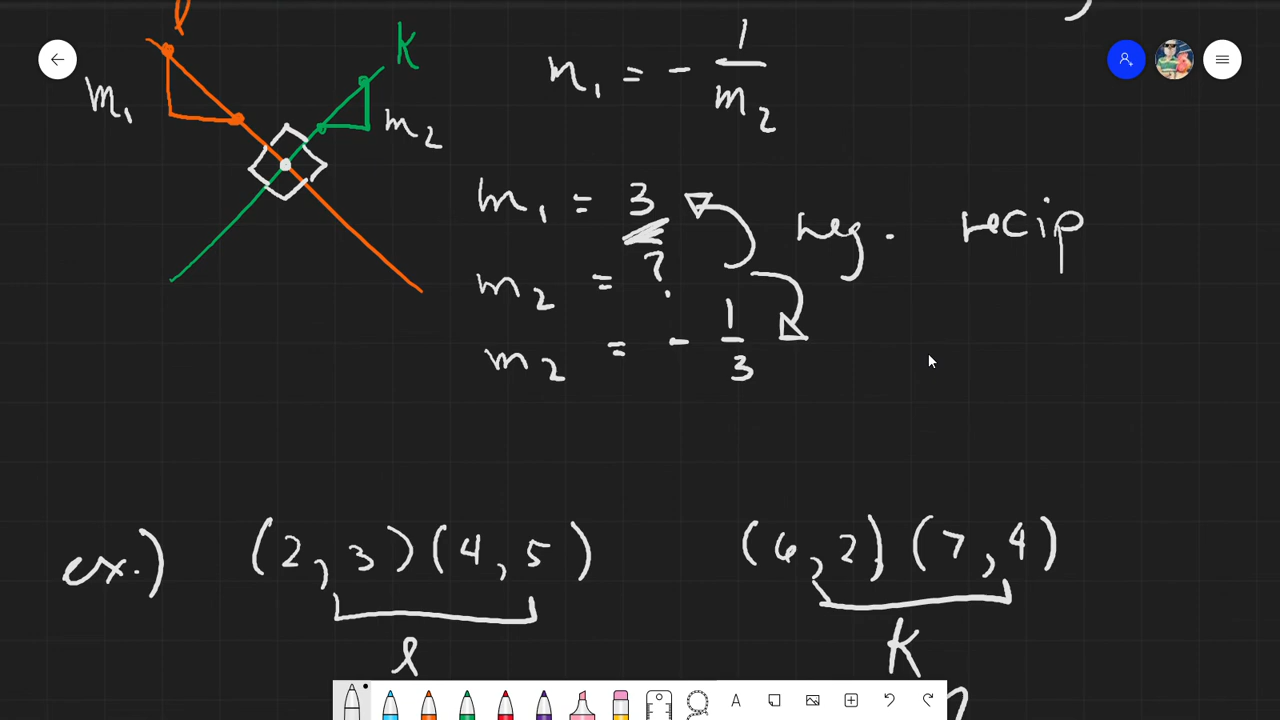 l
k
m₁
m₂
m₁ = - 1/m₂
m₁ = 3
neg. recip
m₂ = ?
m₂ = - 1/3
ex.) (2, 3) (4, 5) (6, 2) (7, 4)
l
K
A